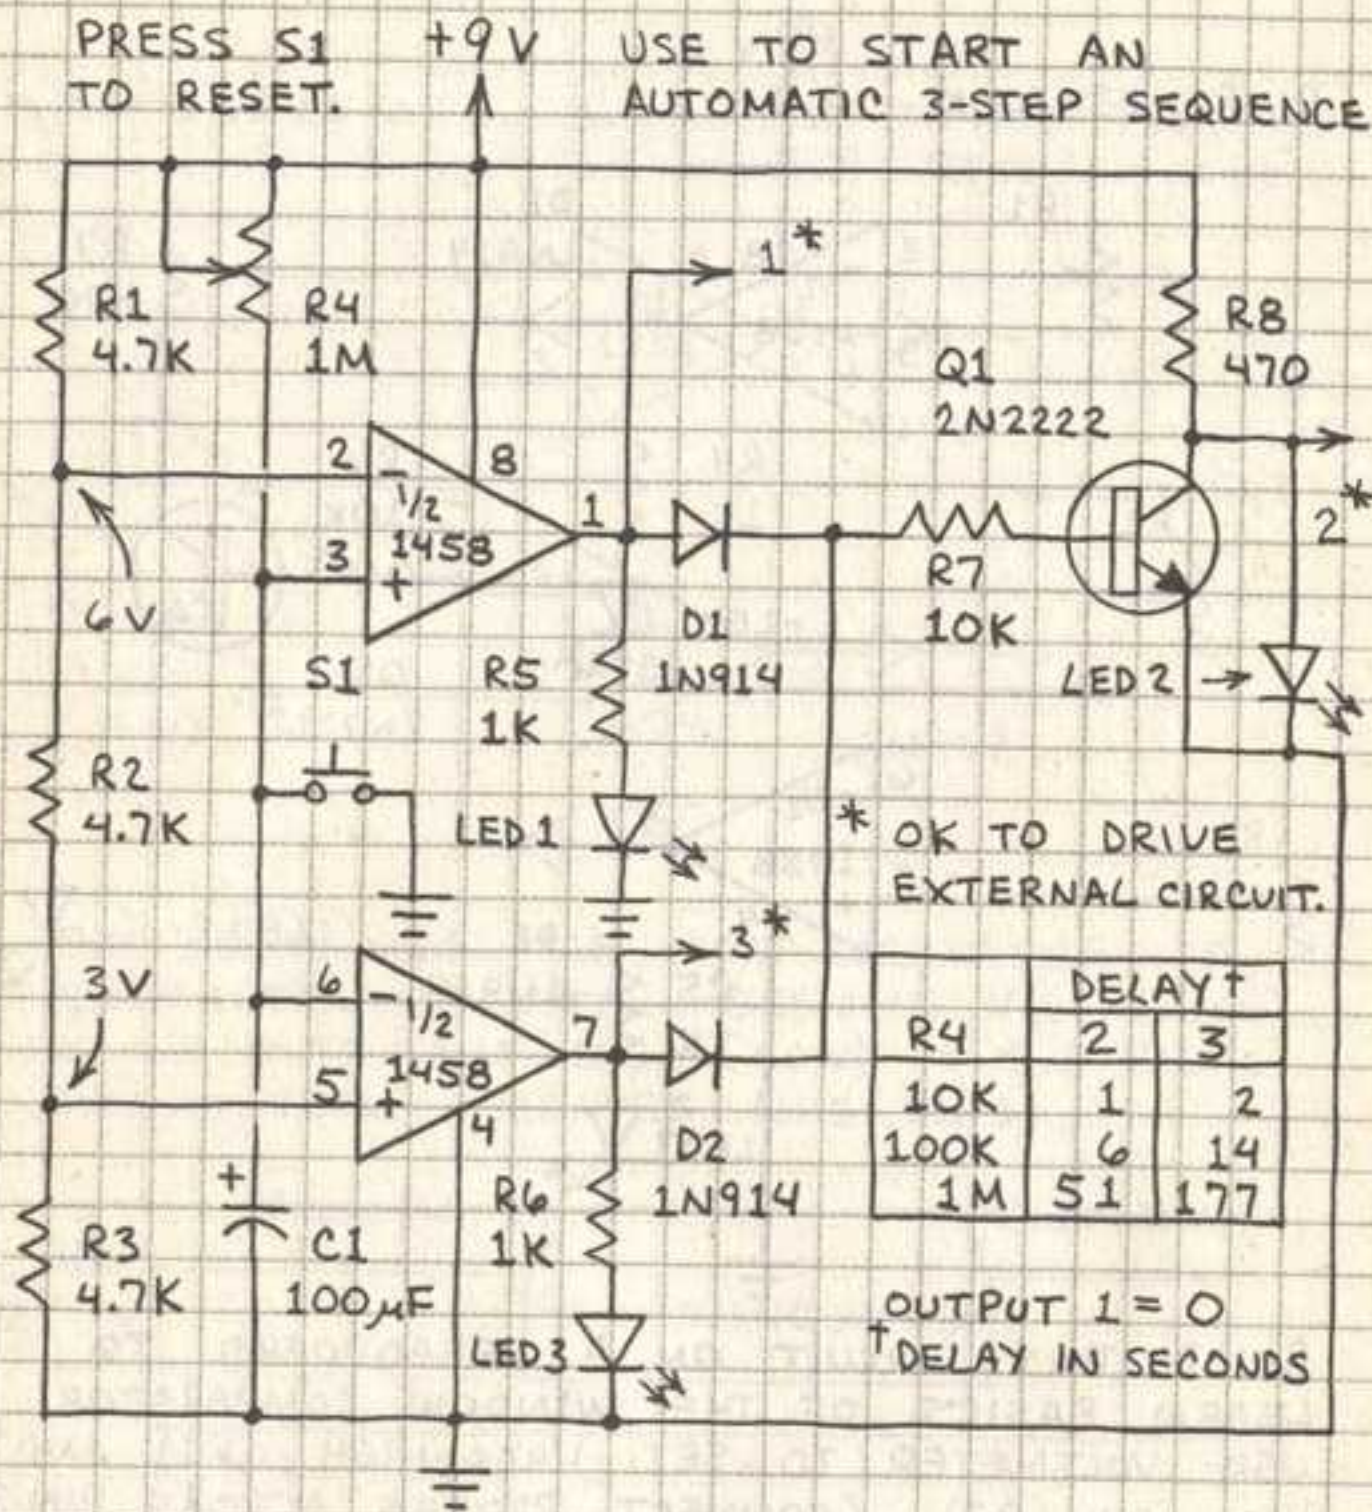 PRESS S1
TO RESET.
+9V
USE TO START AN
AUTOMATIC 3-STEP SEQUENCE
1*
R1
4.7K
R4
1M
R8
470
Q1
2N2222
2
8
-
1/2
1458
1
3
+
6V
2*
R7
10K
S1
D1
1N914
R5
1K
LED2
R2
4.7K
LED1
* OK TO DRIVE
EXTERNAL CIRCUIT.
3*
3V
6
-
1/2
1458
7
5
+
4
DELAY†
R4 2 3
10K 1 2
100K 6 14
1M 51 177
D2
1N914
+
R6
1K
R3
4.7K
C1
100µF
LED3
OUTPUT 1 = 0
† DELAY IN SECONDS